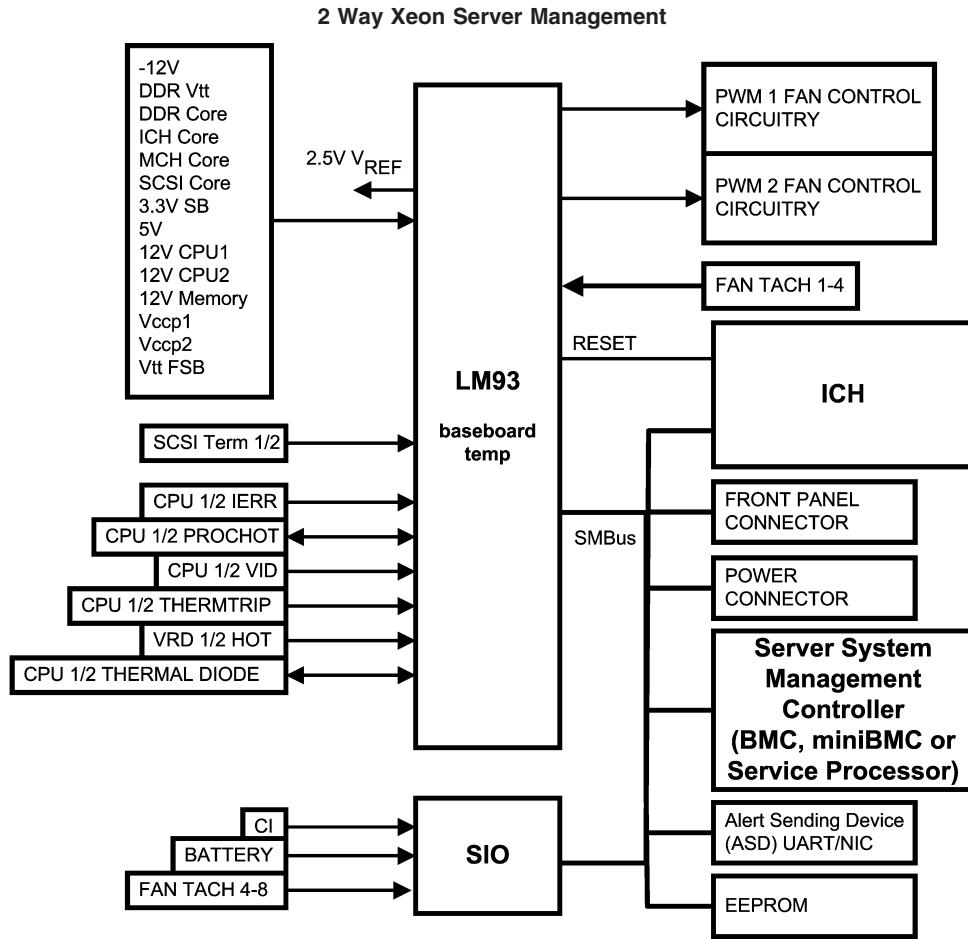 2 Way Xeon Server Management
-12V
DDR Vtt
DDR Core
ICH Core
MCH Core
SCSI Core
3.3V SB
5V
12V CPU1
12V CPU2
12V Memory
Vccp1
Vccp2
Vtt FSB
2.5V VREF
SCSI Term 1/2
CPU 1/2 IERR
CPU 1/2 PROCHOT
CPU 1/2 VID
CPU 1/2 THERMTRIP
VRD 1/2 HOT
CPU 1/2 THERMAL DIODE
LM93
baseboard
temp
PWM 1 FAN CONTROL
CIRCUITRY
PWM 2 FAN CONTROL
CIRCUITRY
FAN TACH 1-4
RESET
ICH
SMBus
FRONT PANEL
CONNECTOR
POWER
CONNECTOR
Server System
Management
Controller
(BMC, miniBMC or
Service Processor)
CI
BATTERY
FAN TACH 4-8
SIO
Alert Sending Device
(ASD) UART/NIC
EEPROM